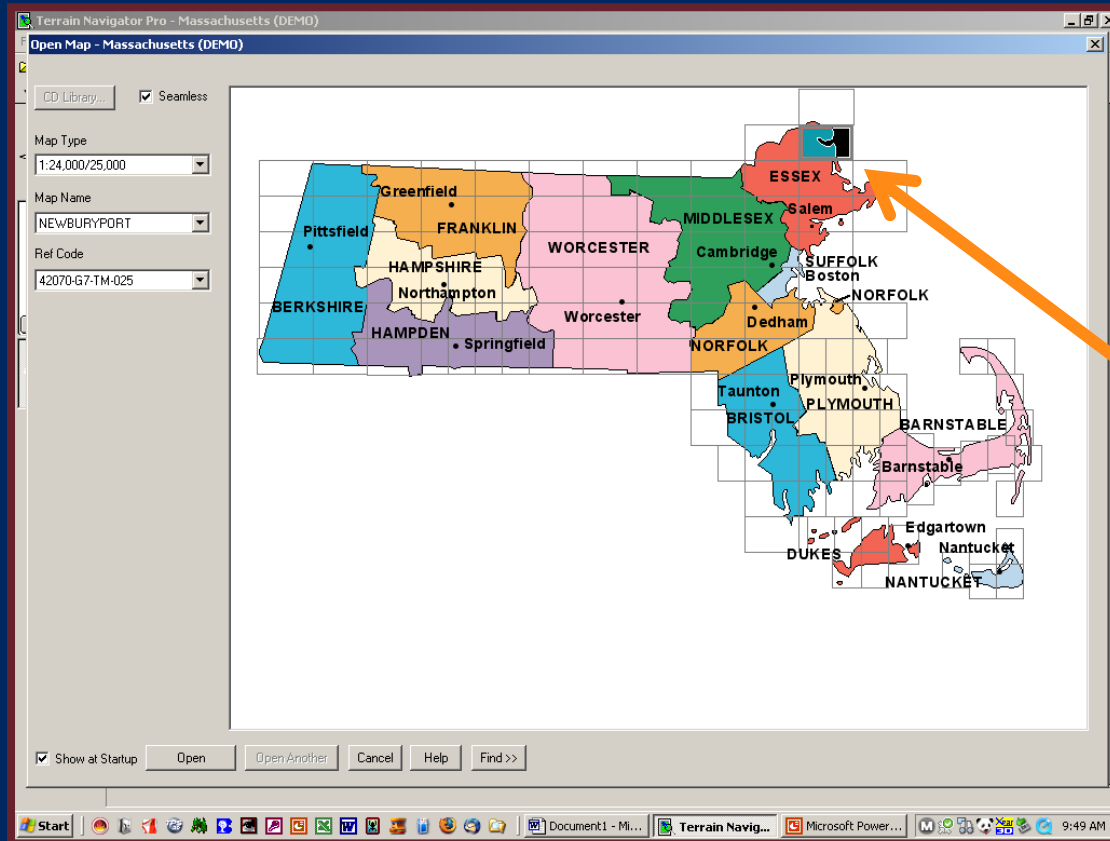 Terrain Navigator Pro - Massachusetts (DEMO)
Open Map - Massachusetts (DEMO)
CD Library...
Seamless
Map Type
1:24,000/25,000
Map Name
NEWBURYPORT
Ref Code
42070-G7-TM-025
ESSEX
Greenfield
Salem
MIDDLESEX
FRANKLIN
Pittsfield
WORCESTER
Cambridge
HAMPSHIRE
SUFFOLK
Boston
Northampton
NORFOLK
BERKSHIRE
Worcester
Dedham
HAMPDEN
Springfield
NORFOLK
Plymouth
Taunton
PLYMOUTH
BRISTOL
BARNSTABLE
Barnstable
Edgartown
Nantucket
DUKES
NANTUCKET
Show at Startup
Open
Open Another
Cancel
Help
Find >>
Start
Document1 - Mi...
Terrain Navig...
Microsoft Power...
9:49 AM